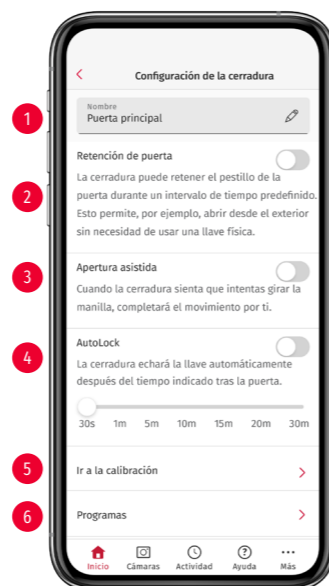 Configuración de la cerradura
1
Nombre
Puerta principal
Retención de puerta
2
La cerradura puede retener el pestillo de la
puerta durante un intervalo de tiempo predefinido.
Esto permite, por ejemplo, abrir desde el exterior
sin necesidad de usar una llave física.
3
Apertura asistida
Cuando la cerradura sienta que intentas girar la
manilla, completará el movimiento por ti.
4
AutoLock
La cerradura echará la llave automáticamente
después del tiempo indicado tras la puerta.
30s 1m 5m 10m 15m 20m 30m
5 Ir a la calibración
6 Programas
Inicio Cámaras Actividad Ayuda Más